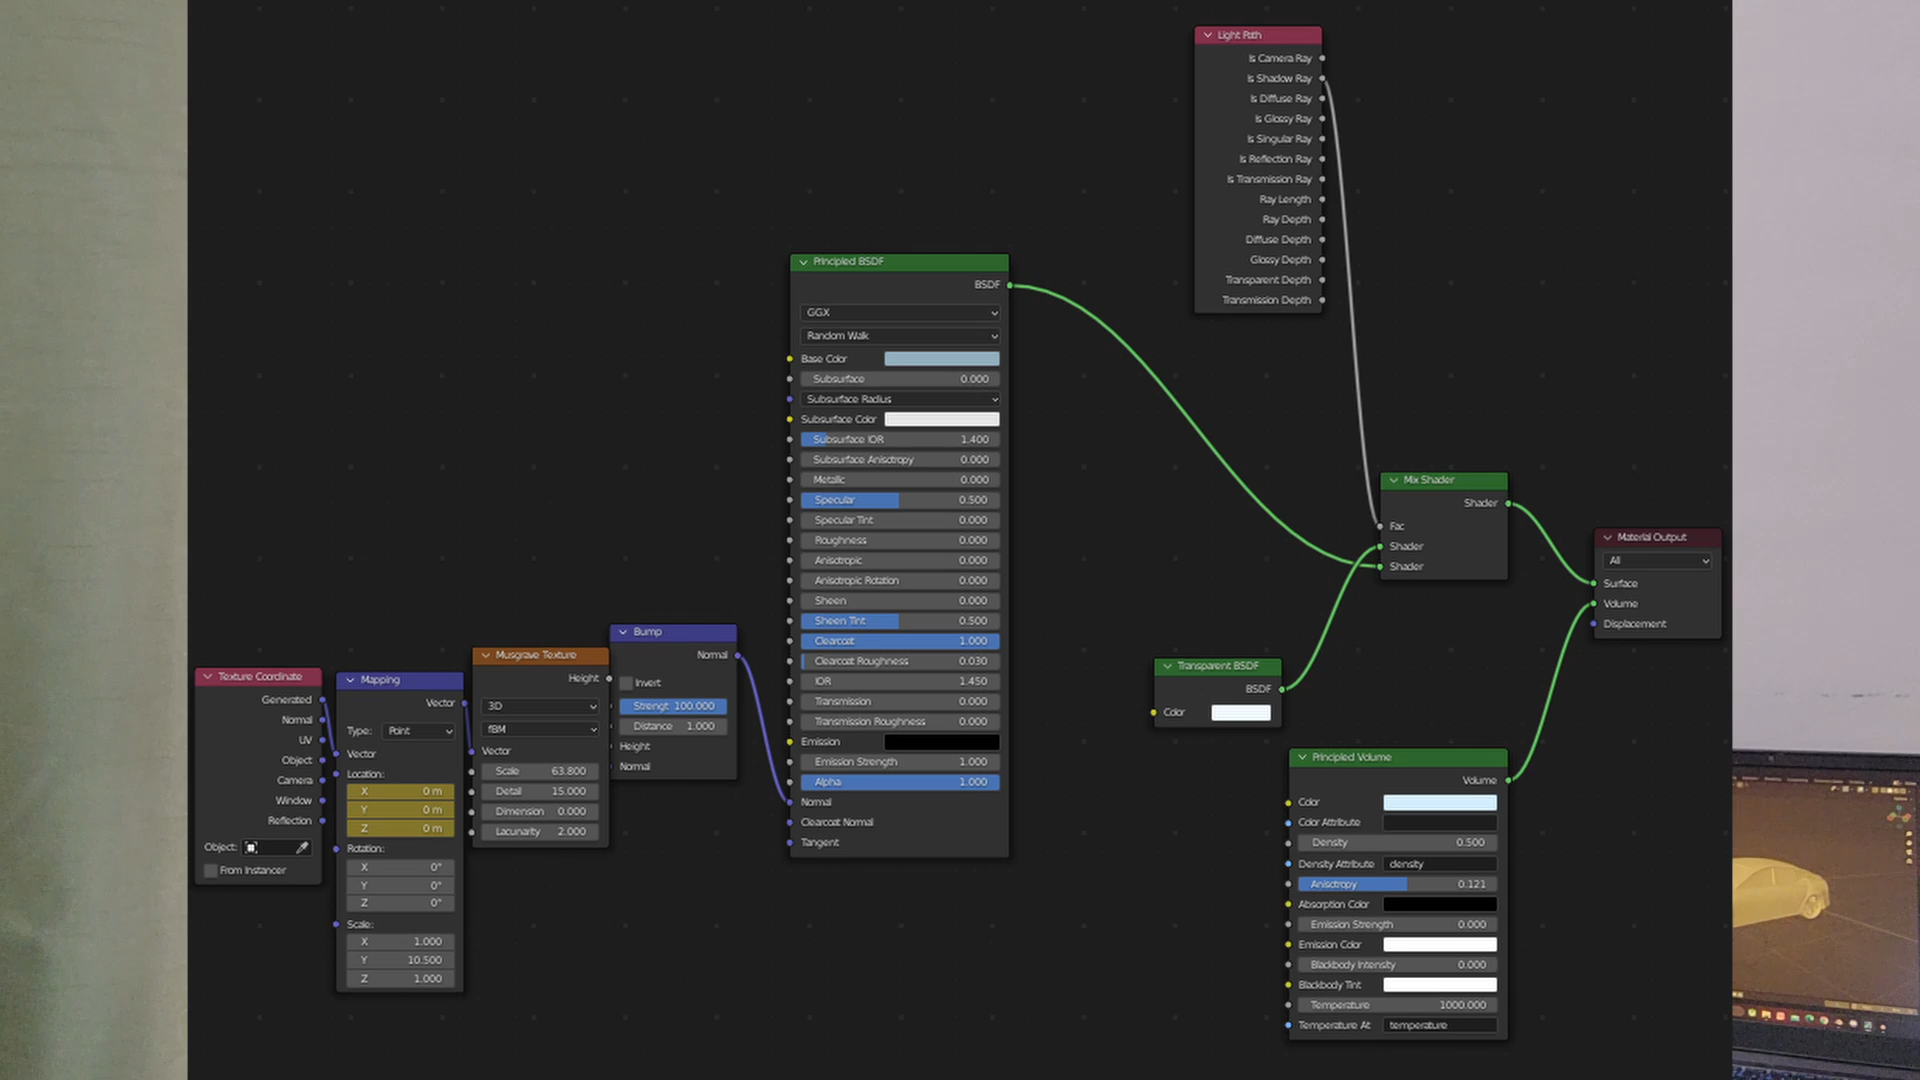 Light Path
Is Camera Ray
Is Shadow Ray
Is Diffuse Ray
Is Glossy Ray
Is Singular Ray
Is Reflection Ray
Is Transmission Ray
Ray Length
Ray Depth
Diffuse Depth
Glossy Depth
Transparent Depth
Transmission Depth
Principled BSDF
BSDF
GGX
Random Walk
Base Color
Subsurface 0.000
Subsurface Radius
Subsurface Color
Subsurface IOR 1.400
Subsurface Anisotropy 0.000
Metallic 0.000
Specular 0.500
Specular Tint 0.000
Roughness 0.000
Anisotropic 0.000
Anisotropic Rotation 0.000
Sheen 0.000
Sheen Tint 0.500
Clearcoat 1.000
Clearcoat Roughness 0.030
IOR 1.450
Transmission 0.000
Transmission Roughness 0.000
Emission
Emission Strength 1.000
Alpha 1.000
Normal
Clearcoat Normal
Tangent
Mix Shader
Shader
Fac
Shader
Shader
Material Output
All
Surface
Volume
Displacement
Texture Coordinate
Generated
Normal
UV
Object
Camera
Window
Reflection
Object:
From Instancer
Mapping
Vector
Type: Point
Vector
Location:
X 0 m
Y 0 m
Z 0 m
Rotation:
X 0°
Y 0°
Z 0°
Scale:
X 1.000
Y 10.500
Z 1.000
Musgrave Texture
Height
3D
fBM
Vector
Scale 63.800
Detail 15.000
Dimension 0.000
Lacunarity 2.000
Bump
Normal
Invert
Strengt 100.000
Distance 1.000
Height
Normal
Transparent BSDF
BSDF
Color
Principled Volume
Volume
Color
Color Attribute
Density 0.500
Density Attribute density
Anisotropy 0.121
Absorption Color
Emission Strength 0.000
Emission Color
Blackbody Intensity 0.000
Blackbody Tint
Temperature 1000.000
Temperature At temperature